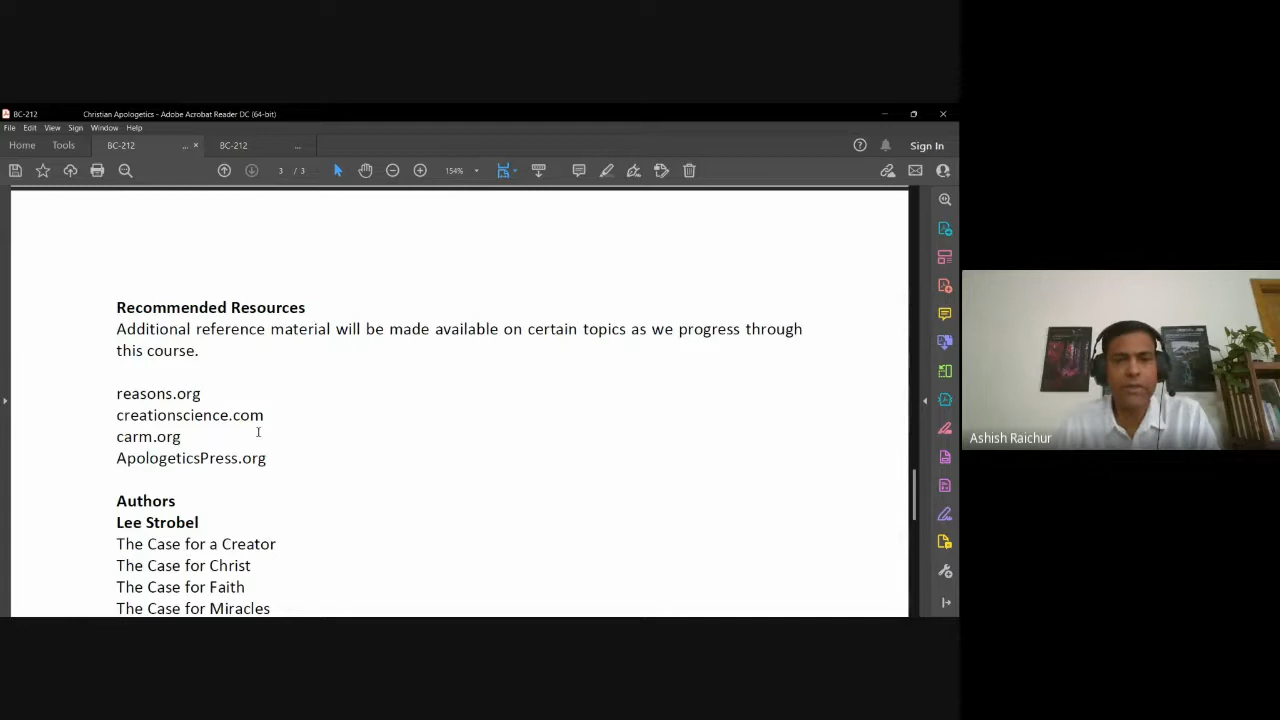 BC-212 Christian Apologetics - Adobe Acrobat Reader DC (64-bit)
File Edit View Sign Window Help
Home Tools BC-212 ... × BC-212 ... Sign In
3 / 3 154%
Recommended Resources
Additional reference material will be made available on certain topics as we progress through
this course.
reasons.org
creationscience.com
carm.org
ApologeticsPress.org
Authors
Lee Strobel
The Case for a Creator
The Case for Christ
The Case for Faith
The Case for Miracles
Ashish Raichur